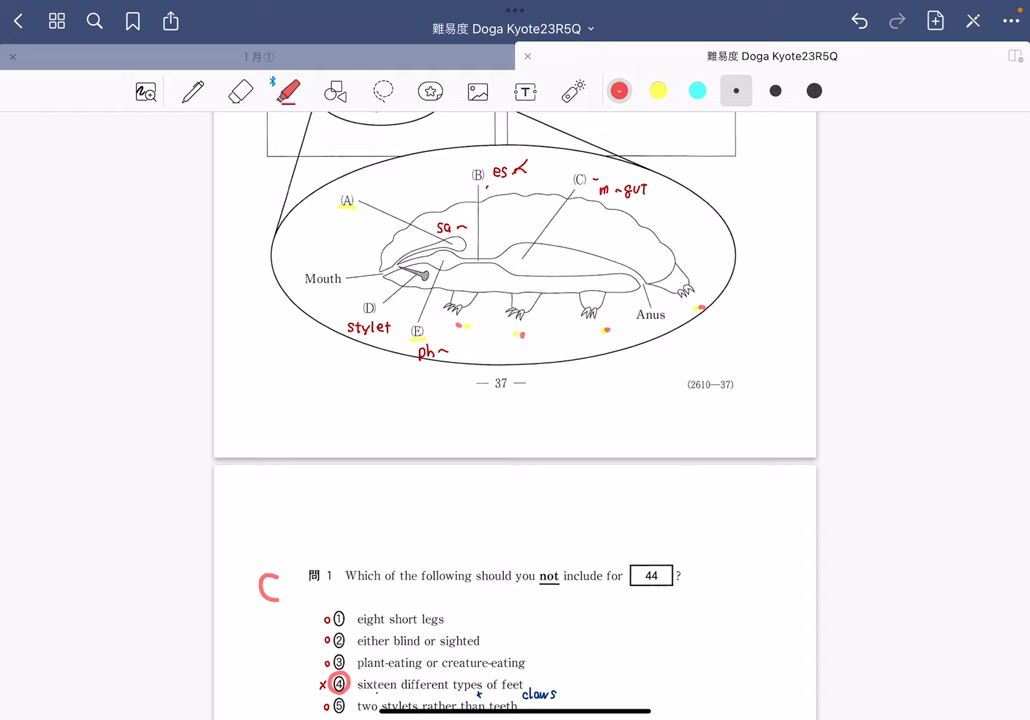 難易度 Doga Kyote23R5Q
1 月①
難易度 Doga Kyote23R5Q
(B) es
(C) m~gut
(A)
sa~
Mouth
(D)
stylet
(E)
ph~
Anus
— 37 —
(2610—37)
C 問 1 Which of the following should you not include for 44 ?
o ① eight short legs
o ② either blind or sighted
o ③ plant-eating or creature-eating
x ④ sixteen different types of feet
claws
o ⑤ two stylets rather than teeth